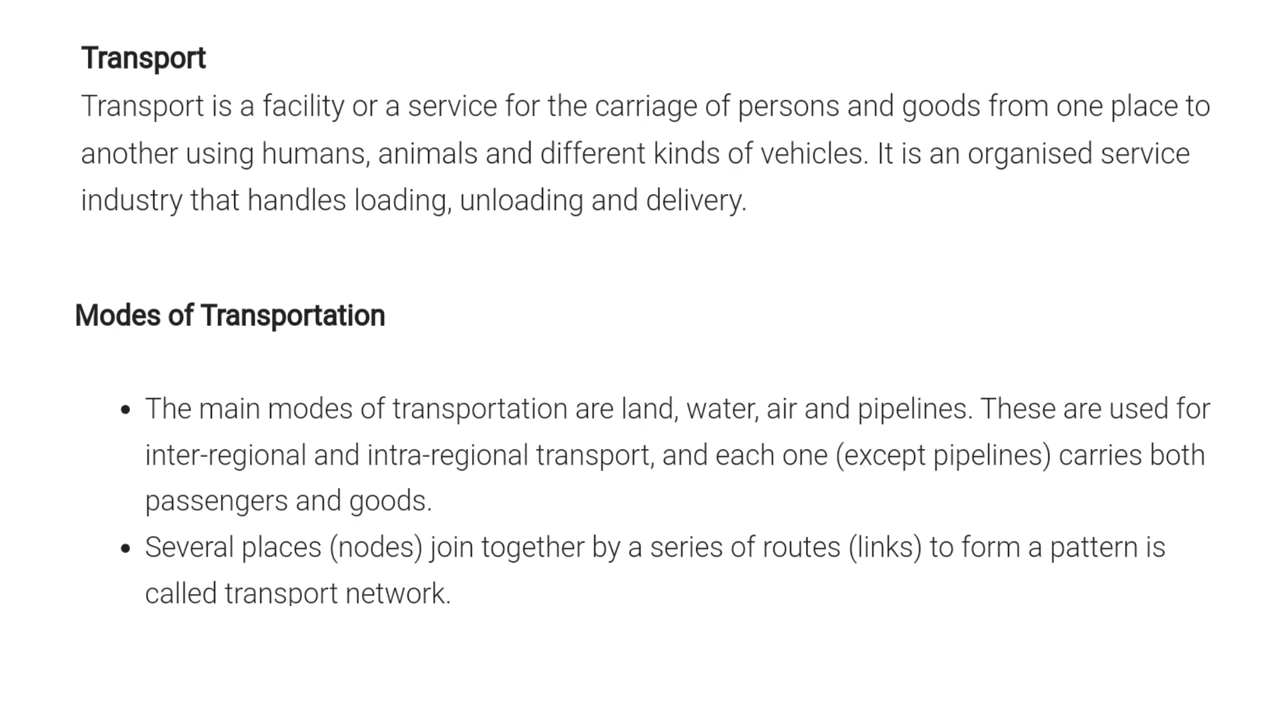 Transport
Transport is a facility or a service for the carriage of persons and goods from one place to
another using humans, animals and different kinds of vehicles. It is an organised service
industry that handles loading, unloading and delivery.
Modes of Transportation
• The main modes of transportation are land, water, air and pipelines. These are used for
inter-regional and intra-regional transport, and each one (except pipelines) carries both
passengers and goods.
• Several places (nodes) join together by a series of routes (links) to form a pattern is
called transport network.